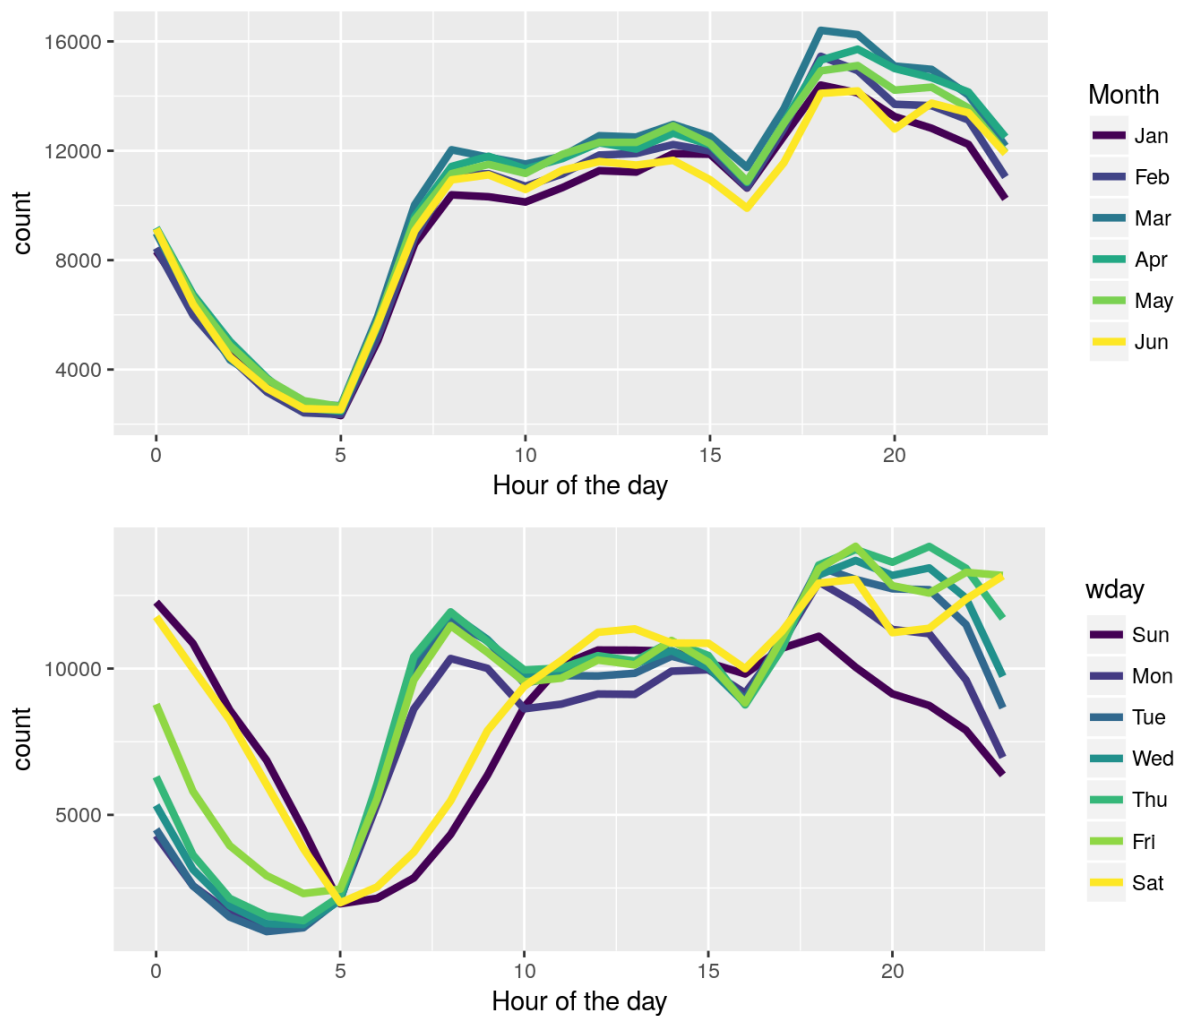 16000
12000
8000
4000
count
0 5 10 15 20
Hour of the day
Month
Jan
Feb
Mar
Apr
May
Jun
10000
5000
count
0 5 10 15 20
Hour of the day
wday
Sun
Mon
Tue
Wed
Thu
Fri
Sat